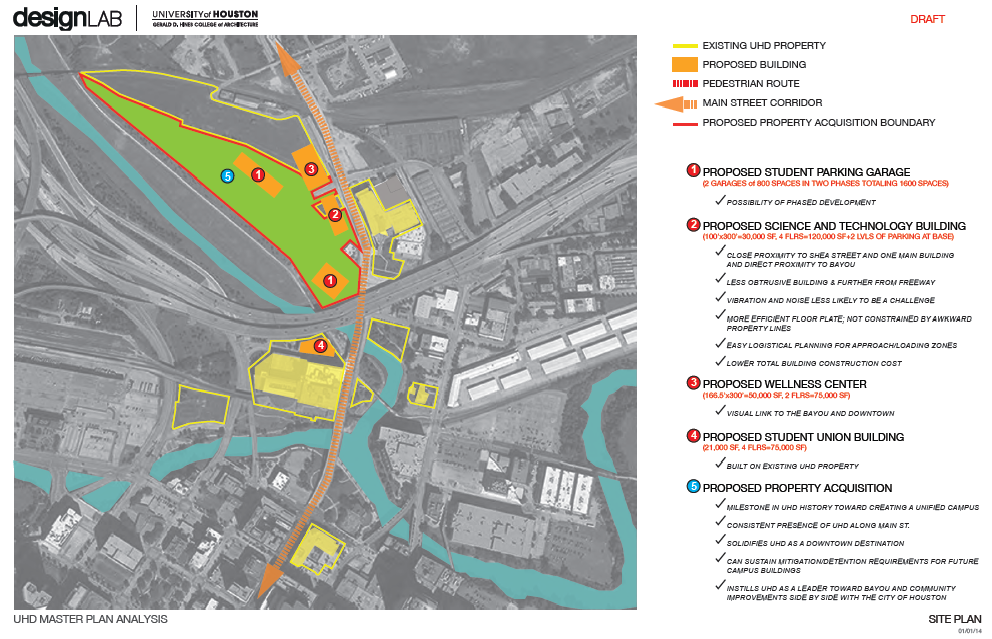 designLAB
UNIVERSITY of HOUSTON
GERALD D. HINES COLLEGE of ARCHITECTURE
DRAFT
EXISTING UHD PROPERTY
PROPOSED BUILDING
PEDESTRIAN ROUTE
MAIN STREET CORRIDOR
PROPOSED PROPERTY ACQUISITION BOUNDARY
1 PROPOSED STUDENT PARKING GARAGE
(2 GARAGES of 800 SPACES IN TWO PHASES TOTALING 1600 SPACES)
✓ POSSIBILITY OF PHASED DEVELOPMENT
2 PROPOSED SCIENCE AND TECHNOLOGY BUILDING
(100'x300'=30,000 SF, 4 FLRS=120,000 SF+2 LVLS OF PARKING AT BASE)
✓ CLOSE PROXIMITY TO SHEA STREET AND ONE MAIN BUILDING
AND DIRECT PROXIMITY TO BAYOU
✓ LESS OBTRUSIVE BUILDING & FURTHER FROM FREEWAY
✓ VIBRATION AND NOISE LESS LIKELY TO BE A CHALLENGE
✓ MORE EFFICIENT FLOOR PLATE; NOT CONSTRAINED BY AWKWARD
PROPERTY LINES
✓ EASY LOGISTICAL PLANNING FOR APPROACH/LOADING ZONES
✓ LOWER TOTAL BUILDING CONSTRUCTION COST
3 PROPOSED WELLNESS CENTER
(166.5'x300'=50,000 SF, 2 FLRS=75,000 SF)
✓ VISUAL LINK TO THE BAYOU AND DOWNTOWN
4 PROPOSED STUDENT UNION BUILDING
(21,000 SF, 4 FLRS=75,000 SF)
✓ BUILT ON EXISTING UHD PROPERTY
5 PROPOSED PROPERTY ACQUISITION
✓ MILESTONE IN UHD HISTORY TOWARD CREATING A UNIFIED CAMPUS
✓ CONSISTENT PRESENCE OF UHD ALONG MAIN ST.
✓ SOLIDIFIES UHD AS A DOWNTOWN DESTINATION
✓ CAN SUSTAIN MITIGATION/DETENTION REQUIREMENTS FOR FUTURE
CAMPUS BUILDINGS
✓ INSTILLS UHD AS A LEADER TOWARD BAYOU AND COMMUNITY
IMPROVEMENTS SIDE BY SIDE WITH THE CITY OF HOUSTON
3
5
1
2
1
4
UHD MASTER PLAN ANALYSIS
SITE PLAN
01/01/14